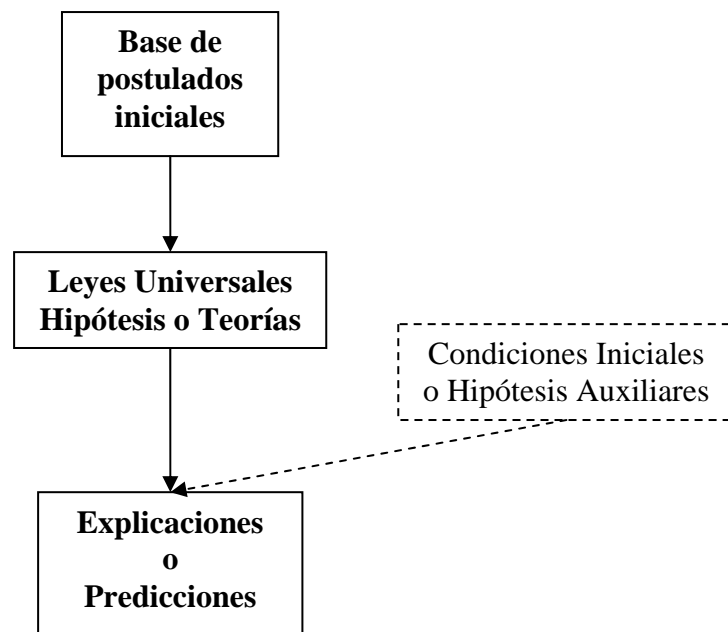 Base de
postulados
iniciales
Leyes Universales
Hipótesis o Teorías
Condiciones Iniciales
o Hipótesis Auxiliares
Explicaciones
o
Predicciones